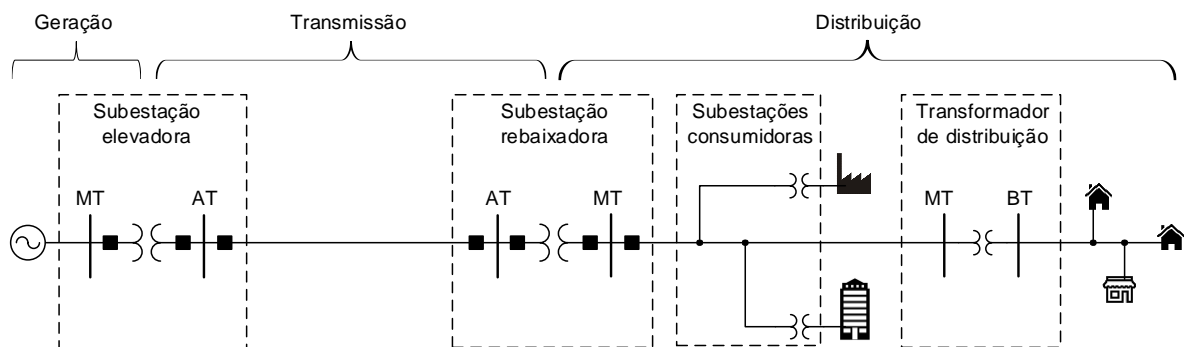 Geração
Transmissão
Distribuição
Subestação
elevadora
Subestação
rebaixadora
Subestações
consumidoras
Transformador
de distribuição
MT
AT
AT
MT
MT
BT